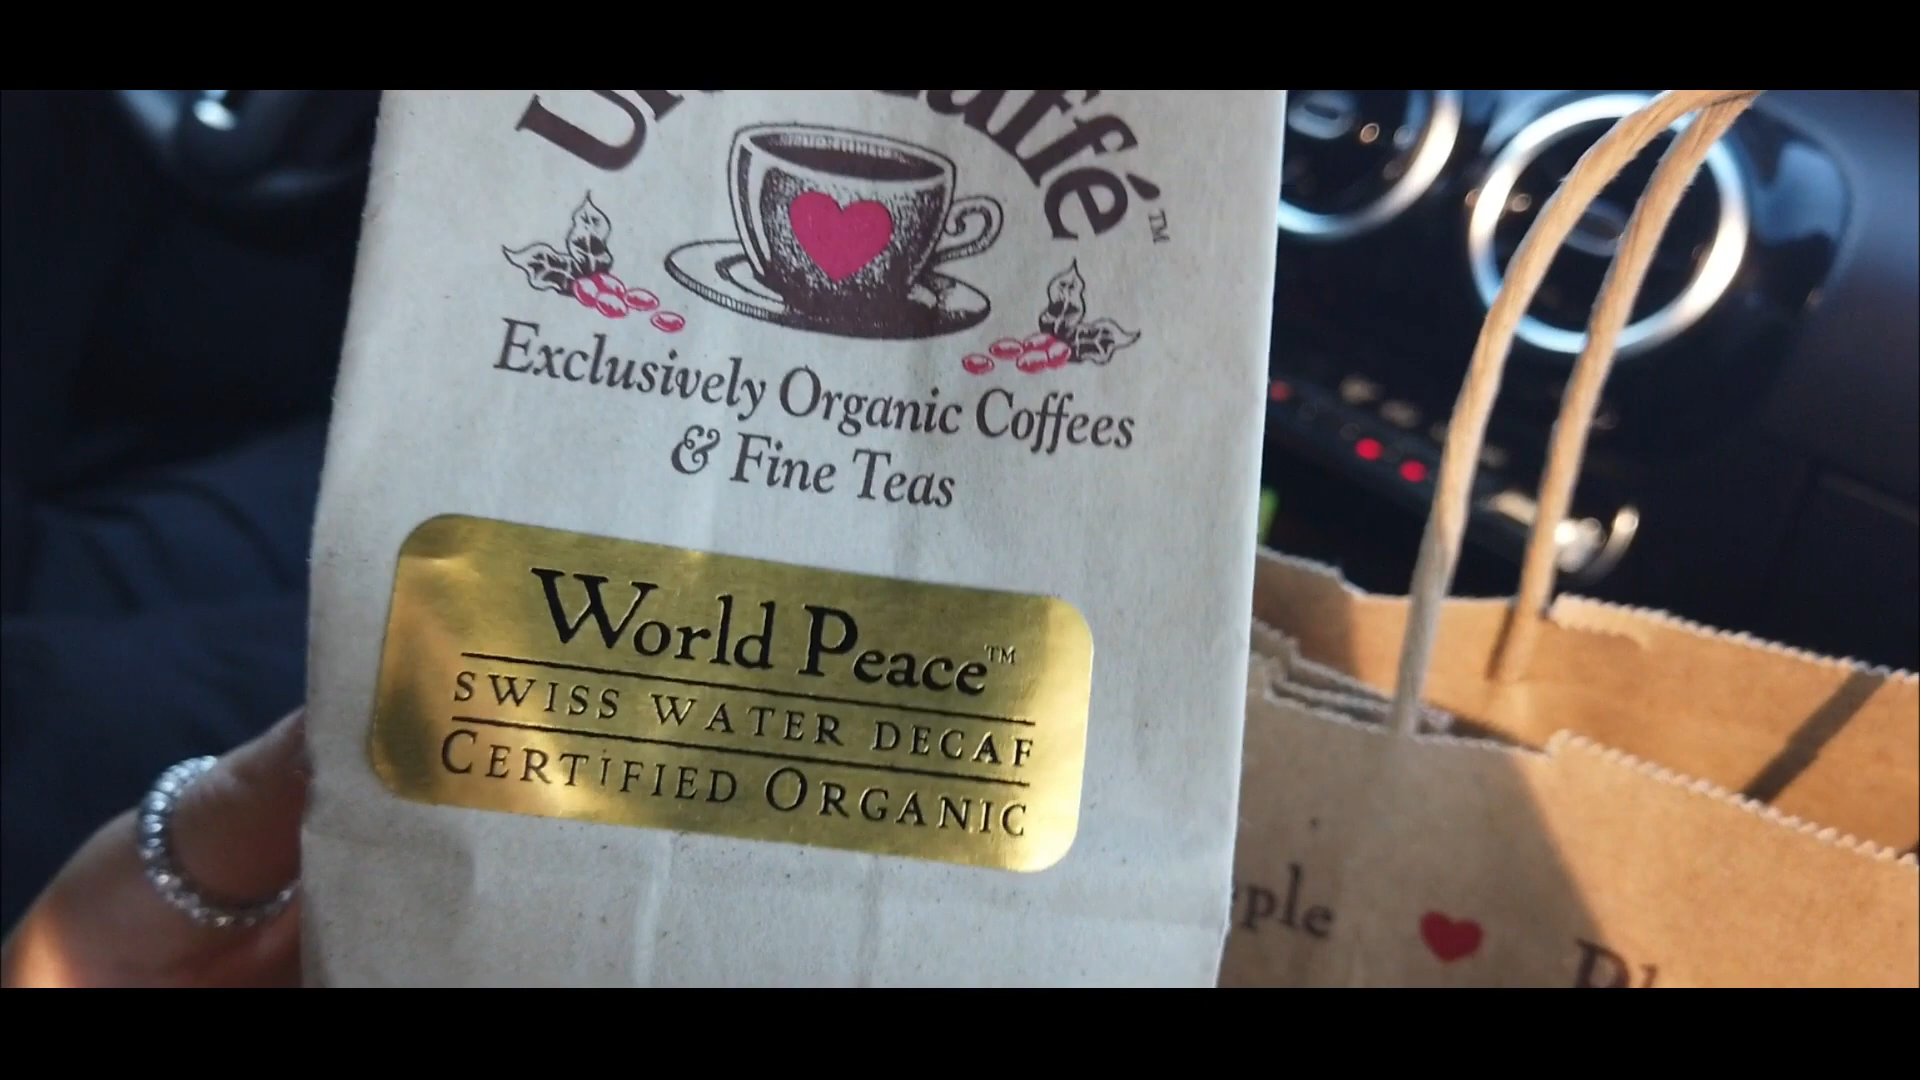 Exclusively Organic Coffees
& Fine Teas
World Peace™
SWISS WATER DECAF
CERTIFIED ORGANIC